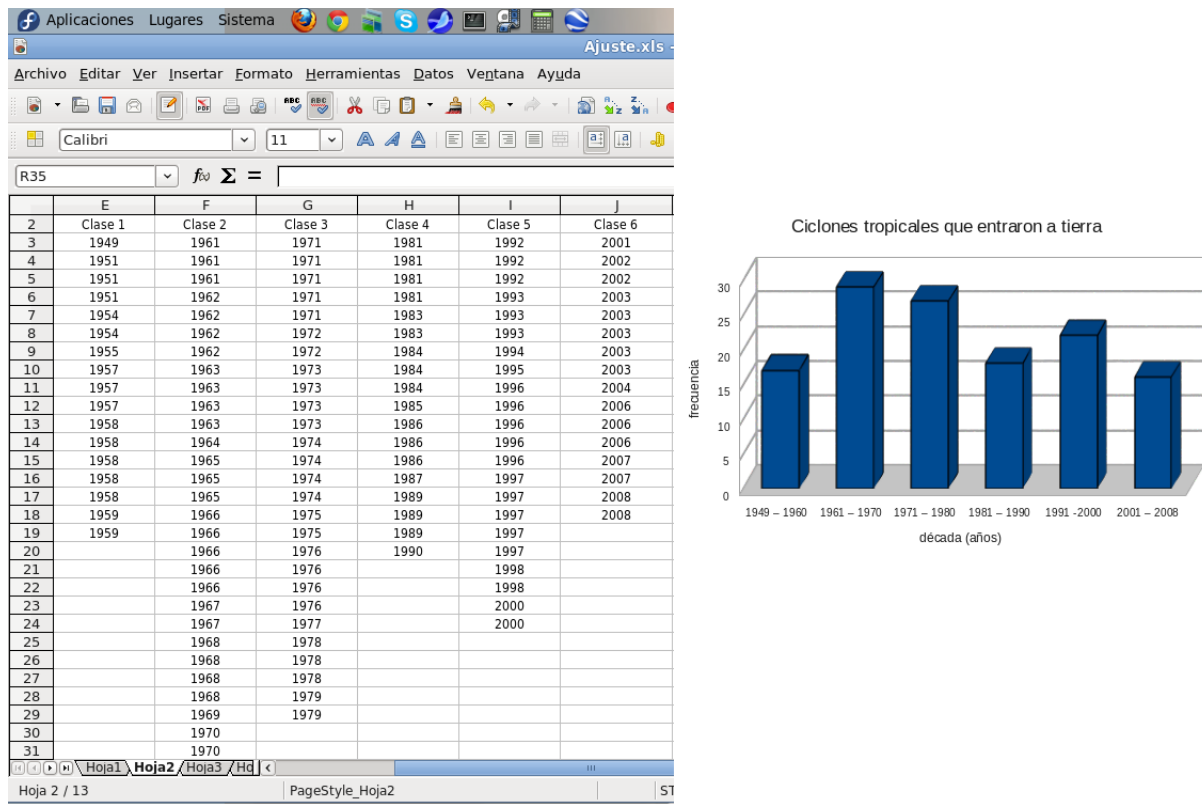 Aplicaciones Lugares Sistema
Ajuste.xls -
Archivo Editar Ver Insertar Formato Herramientas Datos Ventana Ayuda
Calibri 11
R35 f(x) Σ =
E F G H I J
2 Clase 1 Clase 2 Clase 3 Clase 4 Clase 5 Clase 6
3 1949 1961 1971 1981 1992 2001
4 1951 1961 1971 1981 1992 2002
5 1951 1961 1971 1981 1992 2002
6 1951 1962 1971 1981 1993 2003
7 1954 1962 1971 1983 1993 2003
8 1954 1962 1972 1983 1993 2003
9 1955 1962 1972 1984 1994 2003
10 1957 1963 1973 1984 1995 2003
11 1957 1963 1973 1984 1996 2004
12 1957 1963 1973 1985 1996 2006
13 1958 1963 1973 1986 1996 2006
14 1958 1964 1974 1986 1996 2006
15 1958 1965 1974 1986 1996 2007
16 1958 1965 1974 1987 1997 2007
17 1958 1965 1974 1989 1997 2008
18 1959 1966 1975 1989 1997 2008
19 1959 1966 1975 1989 1997
20 1966 1976 1990 1997
21 1966 1976 1998
22 1966 1976 1998
23 1967 1976 2000
24 1967 1977 2000
25 1968 1978
26 1968 1978
27 1968 1978
28 1968 1979
29 1969 1979
30 1970
31 1970
Hoja1 Hoja2 Hoja3 Ho
Hoja 2 / 13 PageStyle_Hoja2 ST
Ciclones tropicales que entraron a tierra
frecuencia
30
25
20
15
10
5
0
1949 – 1960 1961 – 1970 1971 – 1980 1981 – 1990 1991 -2000 2001 – 2008
década (años)